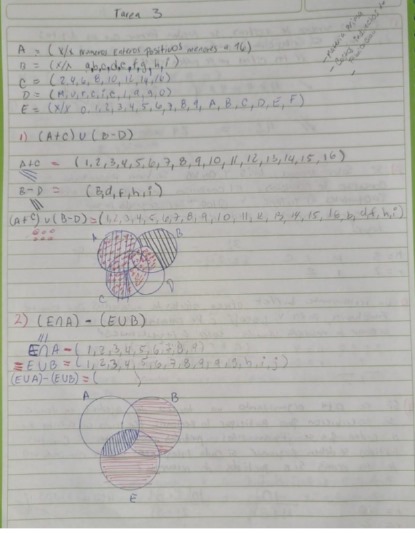 Tarea 3
A = (x/x enteros positivos menores a 16)
B = (x/x a,b,c,d,e,f,g,h,i)
C = (2,4,6,8,10,12,14,16)
D = (M,u,r,c,i,e,l,a,g,o)
E = (x/x 0,1,2,3,4,5,6,7,8,9,A,B,C,D,E,F)
1) (A+C) U (B-D)
A+C = (1,2,3,4,5,6,7,8,9,10,11,12,13,14,15,16)
B-D = (B,d,f,h,i)
(A+C) U (B-D) = (1,2,3,4,5,6,7,8,9,10,11,12,13,14,15,16,b,d,f,h,i)
A
B
C
D
2) (E∩A) - (EUB)
E∩A = (1,2,3,4,5,6,7,8,9)
= EUB = (1,2,3,4,5,6,7,8,9,a,g,h,i,j)
(EUA)-(EUB) = ( )
A
B
E